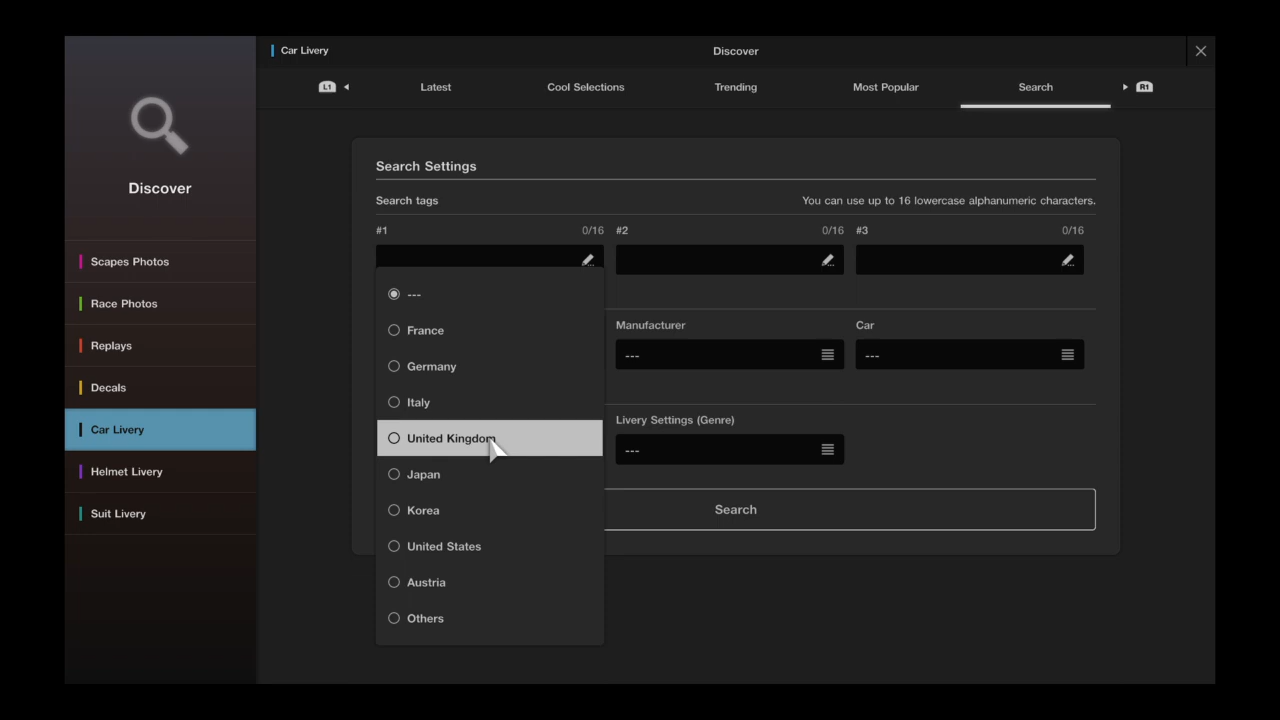 Car Livery
Discover
L1
Latest
Cool Selections
Trending
Most Popular
Search
R1
Discover
Scapes Photos
Race Photos
Replays
Decals
Car Livery
Helmet Livery
Suit Livery
Search Settings
Search tags
You can use up to 16 lowercase alphanumeric characters.
#1 0/16
#2 0/16
#3 0/16
---
France
Germany
Italy
United Kingdom
Japan
Korea
United States
Austria
Others
Manufacturer
---
Car
---
Livery Settings (Genre)
---
Search